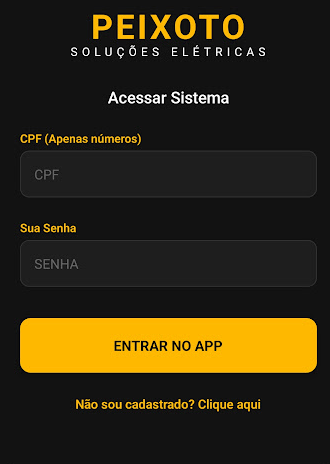 PEIXOTO
SOLUÇÕES ELÉTRICAS
Acessar Sistema
CPF (Apenas números)
CPF
Sua Senha
SENHA
ENTRAR NO APP
Não sou cadastrado? Clique aqui